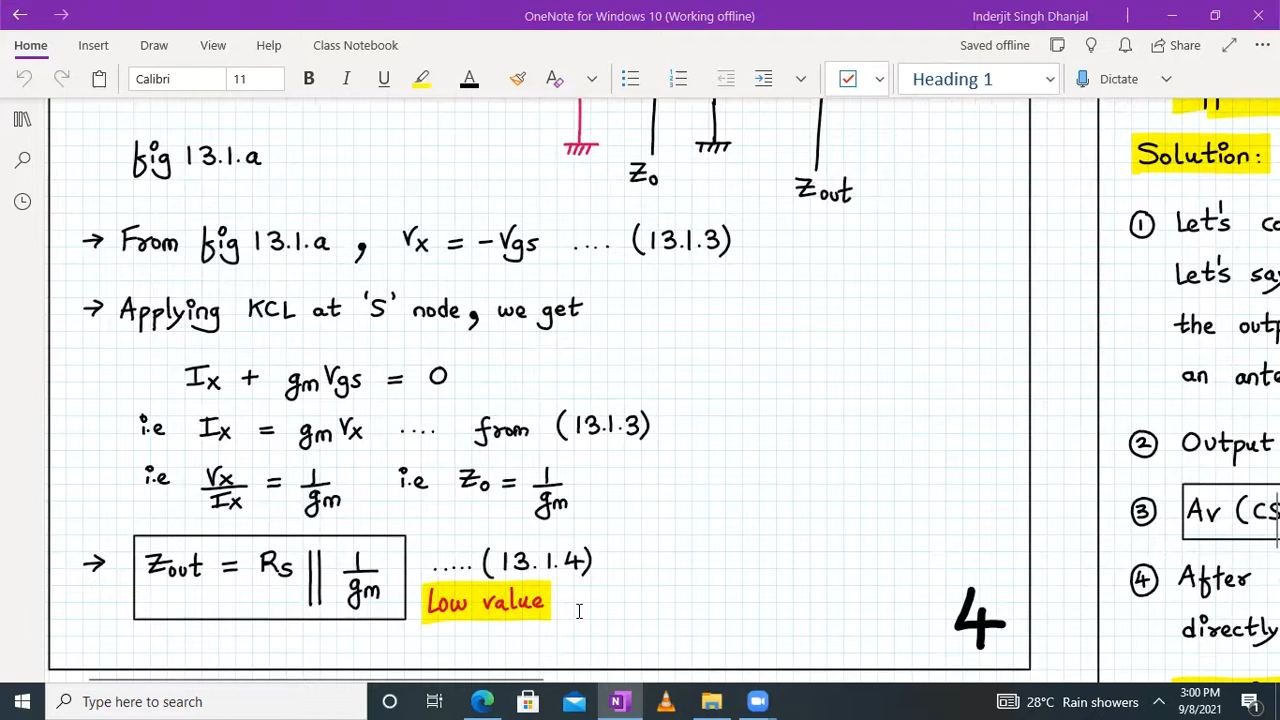 OneNote for Windows 10 (Working offline)
Inderjit Singh Dhanjal
Home Insert Draw View Help Class Notebook
Saved offline
Share
Calibri 11 B I U A A
Heading 1
Dictate
fig 13.1.a
Zo
Zout
→ From fig 13.1.a , Vx = -Vgs .... (13.1.3)
→ Applying KCL at 'S' node, we get
Ix + gm Vgs = 0
i.e Ix = gm Vx .... from (13.1.3)
i.e Vx/Ix = 1/gm i.e Zo = 1/gm
→ Zout = Rs || 1/gm ..... (13.1.4)
Low value
4
Solution:
① Let's
Let's
the outp
an ante
② Output
③ Av (CS
④ After
directly
Type here to search
28°C Rain showers
3:00 PM
9/8/2021
1